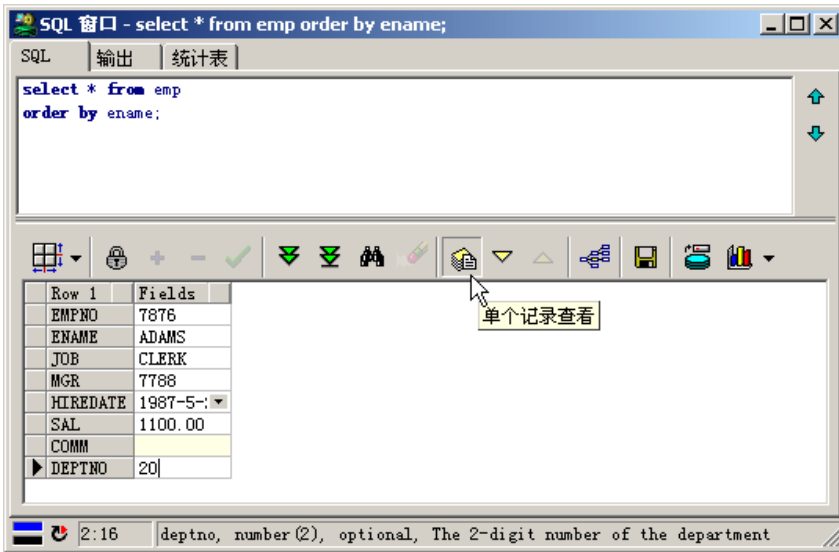 SQL 窗口 - select * from emp order by ename;
SQL 输出 统计表
select * from emp
order by ename;
单个记录查看
Row 1 Fields
EMPNO 7876
ENAME ADAMS
JOB CLERK
MGR 7788
HIREDATE 1987-5-
SAL 1100.00
COMM
DEPTNO 20
2:16 deptno, number(2), optional, The 2-digit number of the department